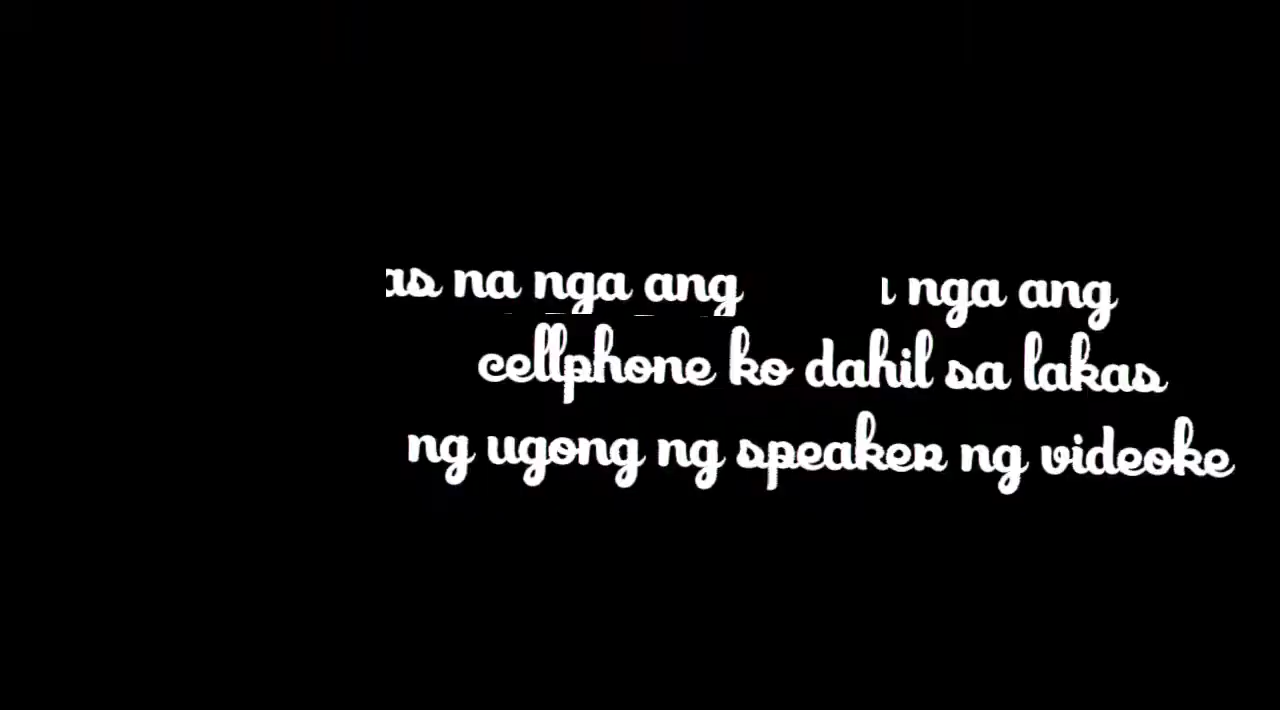 na nga ang nga ang
cellphone ko dahil sa lakas
ng ugong ng speaker ng videoke